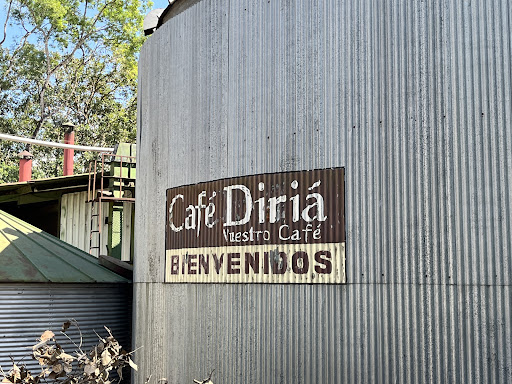 Café Diriá
Nuestro Café
BIENVENIDOS